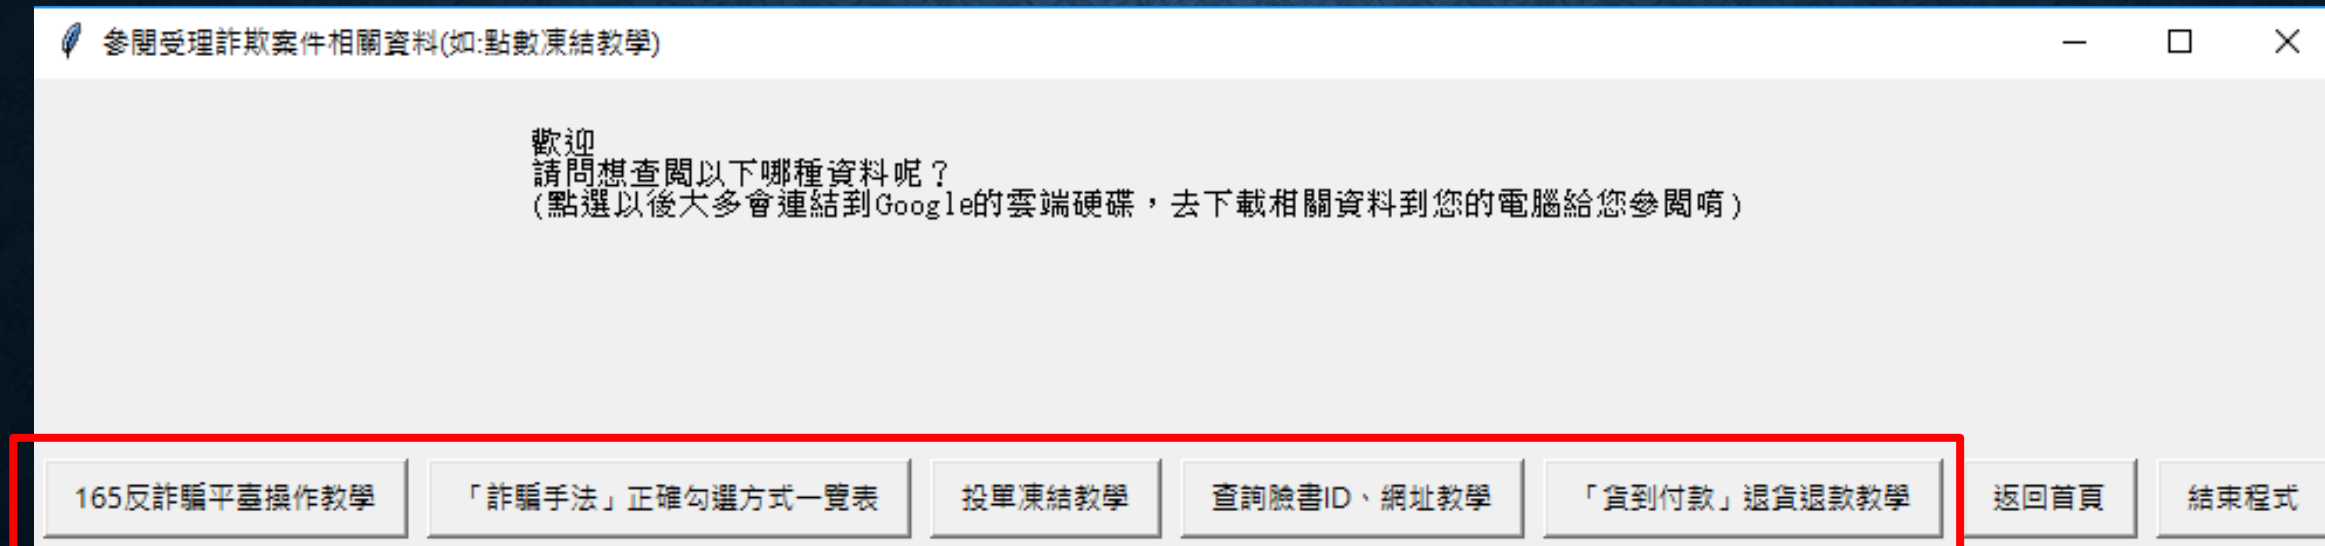 參閱受理詐欺案件相關資料(如:點數凍結教學)
歡迎
請問想查閱以下哪種資料呢？
(點選以後大多會連結到Google的雲端硬碟，去下載相關資料到您的電腦給您參閱唷)
165反詐騙平臺操作教學
「詐騙手法」正確勾選方式一覽表
投單凍結教學
查詢臉書ID、網址教學
「貨到付款」退貨退款教學
返回首頁
結束程式